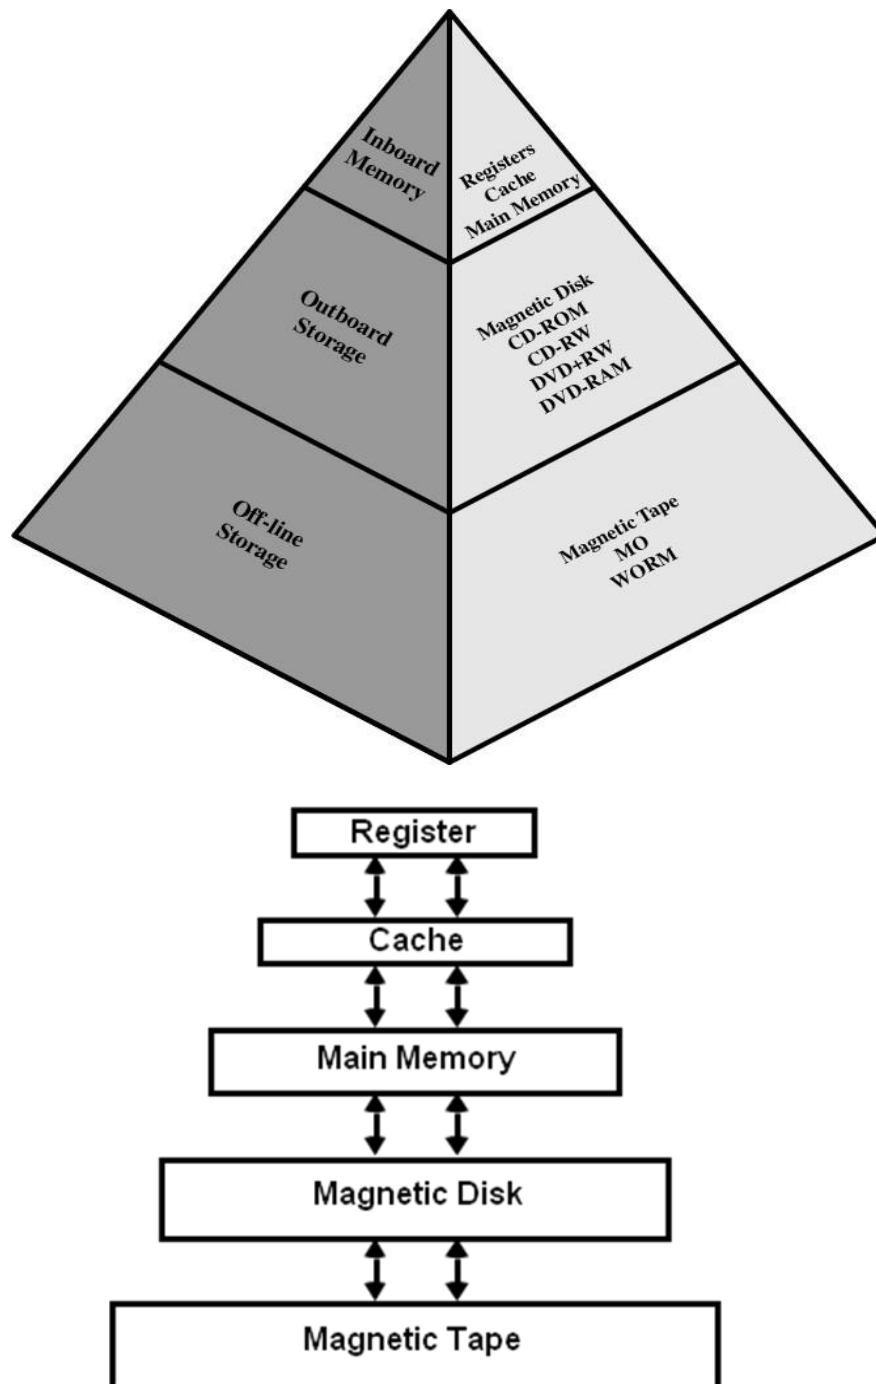 Inboard
Memory
Registers
Cache
Main Memory
Outboard
Storage
Magnetic Disk
CD-ROM
CD-RW
DVD+RW
DVD-RAM
Off-line
Storage
Magnetic Tape
MO
WORM
Register
Cache
Main Memory
Magnetic Disk
Magnetic Tape